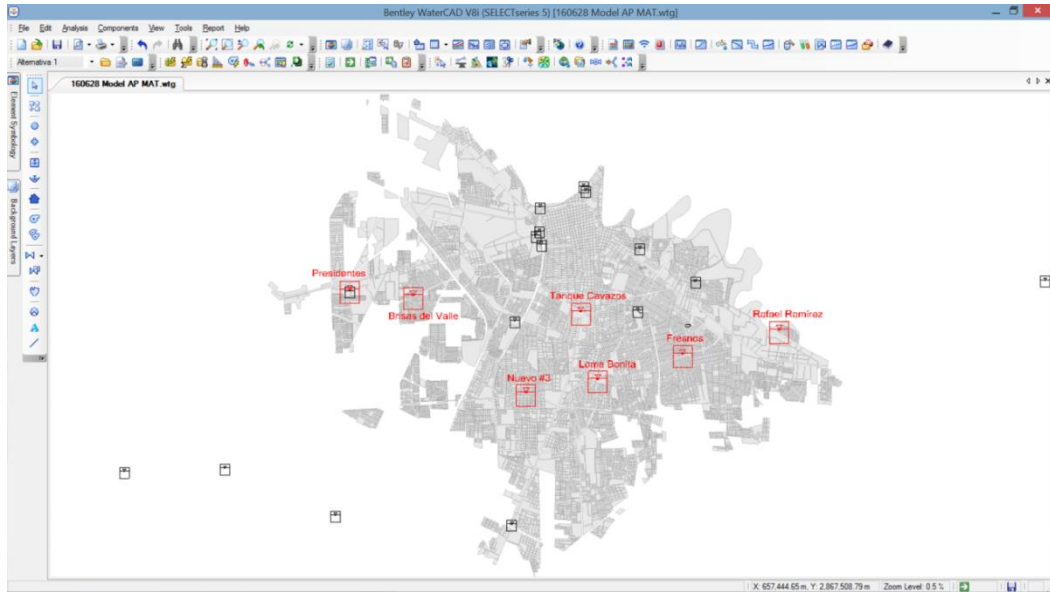 Bentley WaterCAD V8i (SELECTseries 5) [160628 Model AP MAT.wtg]
File Edit Analysis Components View Tools Report Help
Alternativa 1
160628 Model AP MAT.wtg
Element Symbology
Background Layers
Presidentes
Brisas del Valle
Tanque Cavazos
Rafael Ramírez
Fresnos
Loma Bonita
Nuevo #3
X: 657,444.65 m, Y: 2,867,508.79 m Zoom Level: 0.5 %